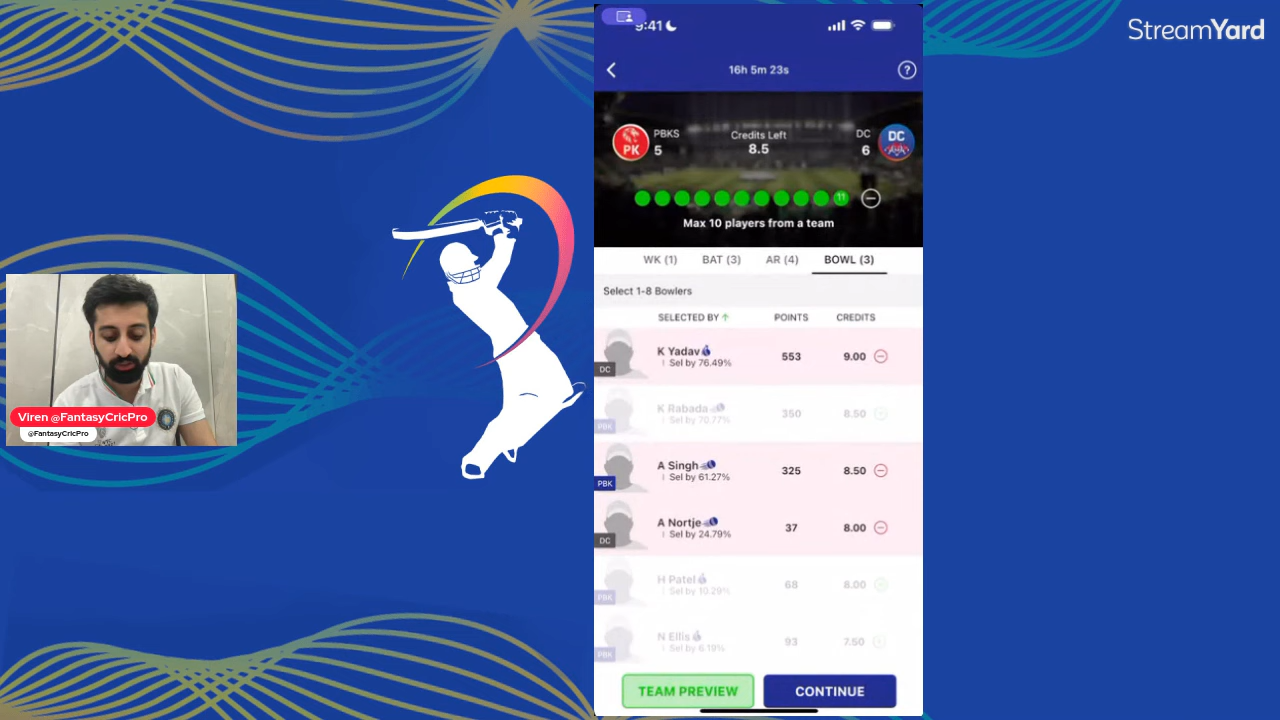 StreamYard
9:41
16h 5m 23s
?
PBKS
5
Credits Left
8.5
DC
6
PK
DC
11
Max 10 players from a team
WK (1) BAT (3) AR (4) BOWL (3)
Select 1-8 Bowlers
SELECTED BY ↑ POINTS CREDITS
K Yadav 553 9.00
Sel by 76.49%
DC
K Rabada 350 8.50
Sel by 70.77%
PBK
A Singh 325 8.50
Sel by 61.27%
PBK
A Nortje 37 8.00
Sel by 24.79%
DC
H Patel 68 8.00
Sel by 10.29%
PBK
N Ellis 93 7.50
Sel by 6.19%
PBK
TEAM PREVIEW CONTINUE
Viren @FantasyCricPro
@FantasyCricPro